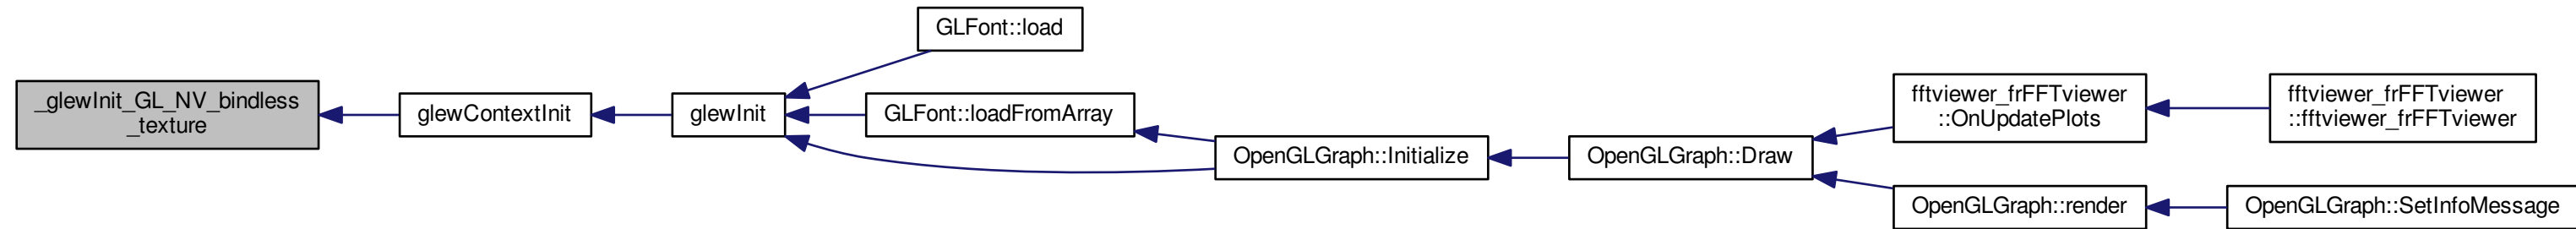 _glewInit_GL_NV_bindless
_texture
glewContextInit
glewInit
GLFont::load
GLFont::loadFromArray
OpenGLGraph::Initialize
OpenGLGraph::Draw
fftviewer_frFFTviewer
::OnUpdatePlots
fftviewer_frFFTviewer
::fftviewer_frFFTviewer
OpenGLGraph::render
OpenGLGraph::SetInfoMessage